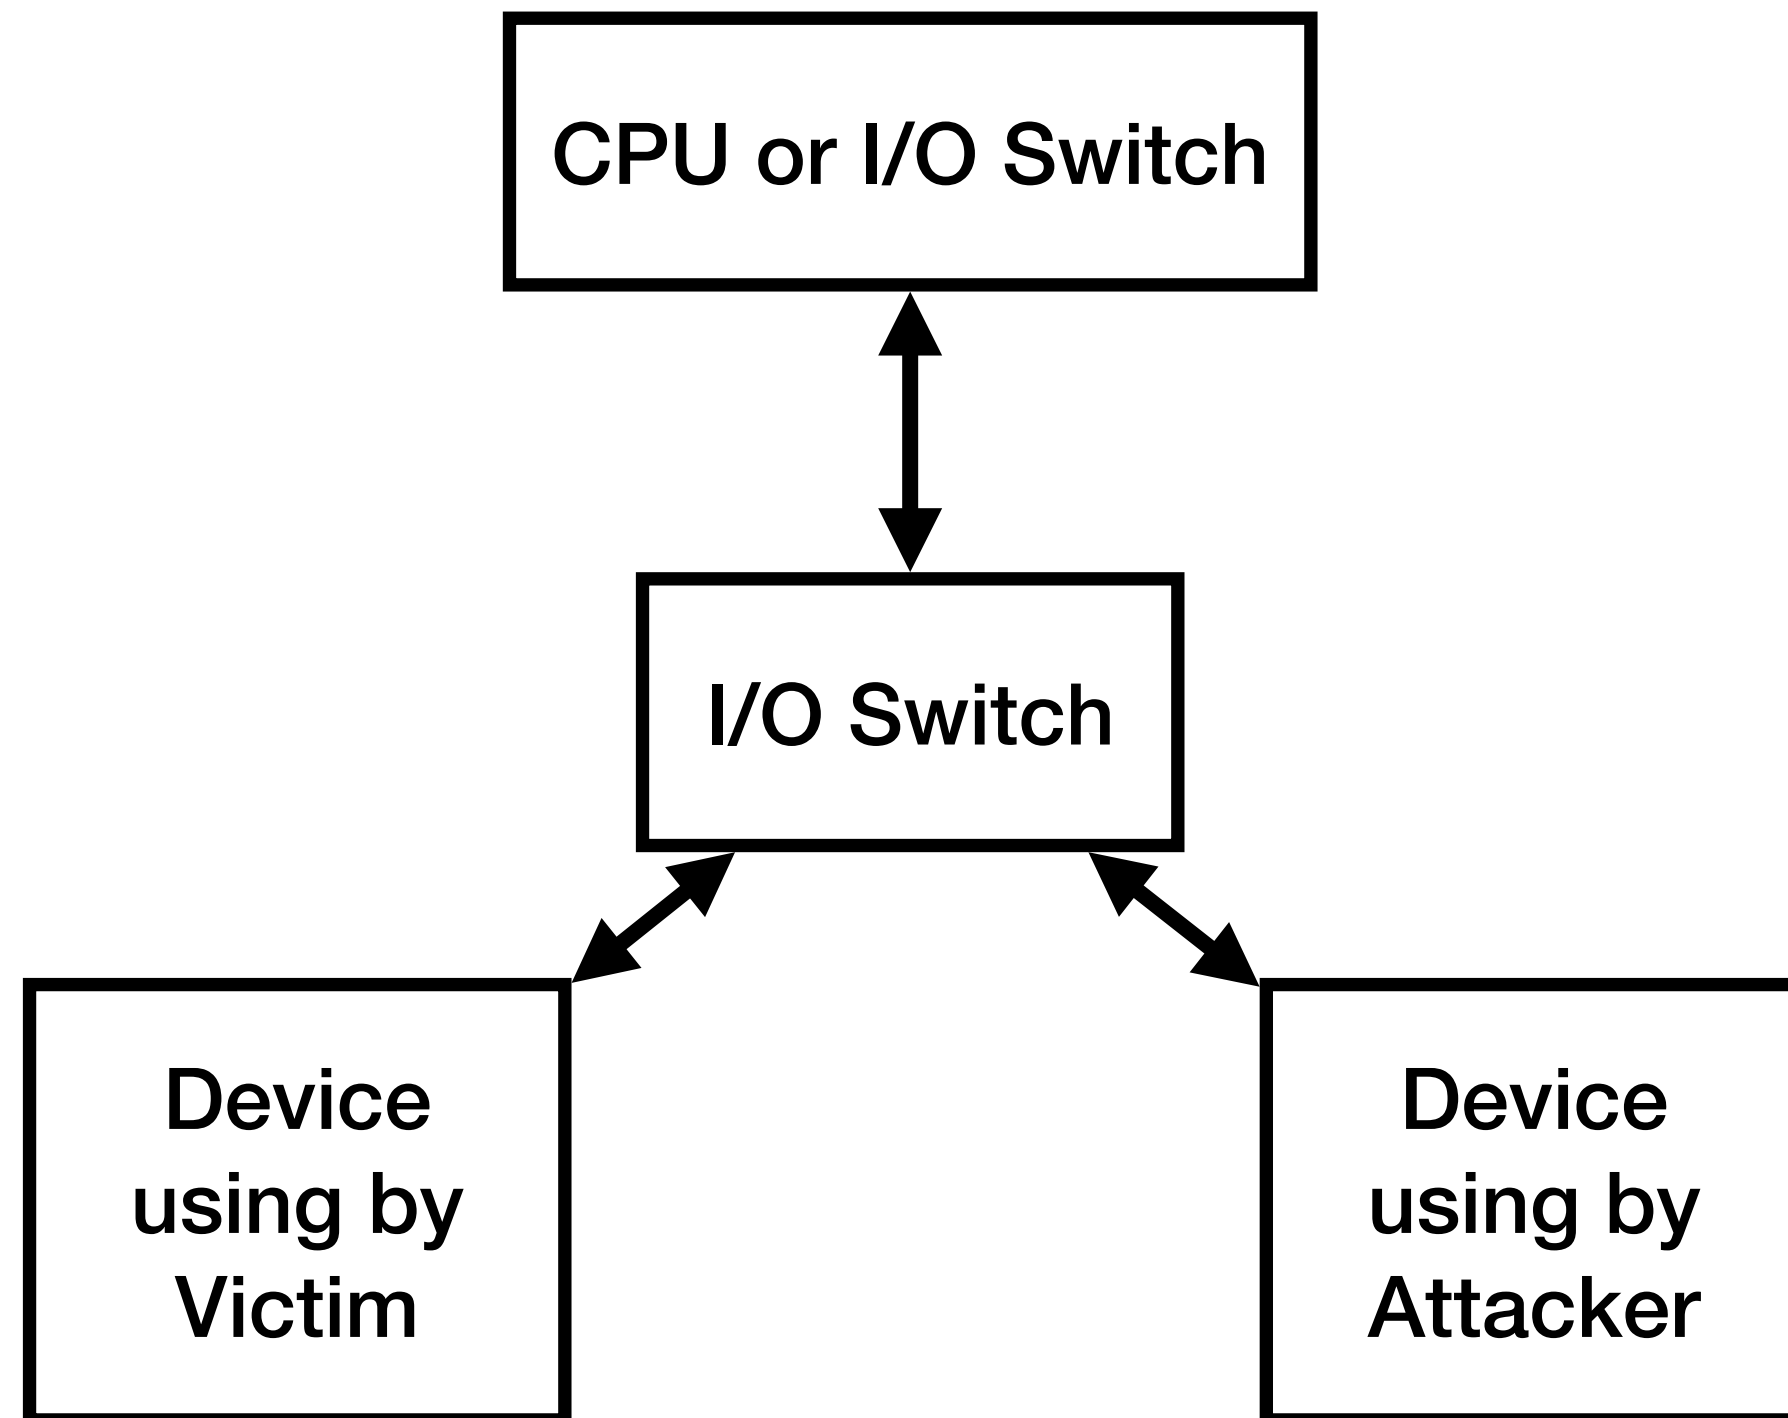 CPU or I/O Switch
I/O Switch
Device
using by
Victim
Device
using by
Attacker